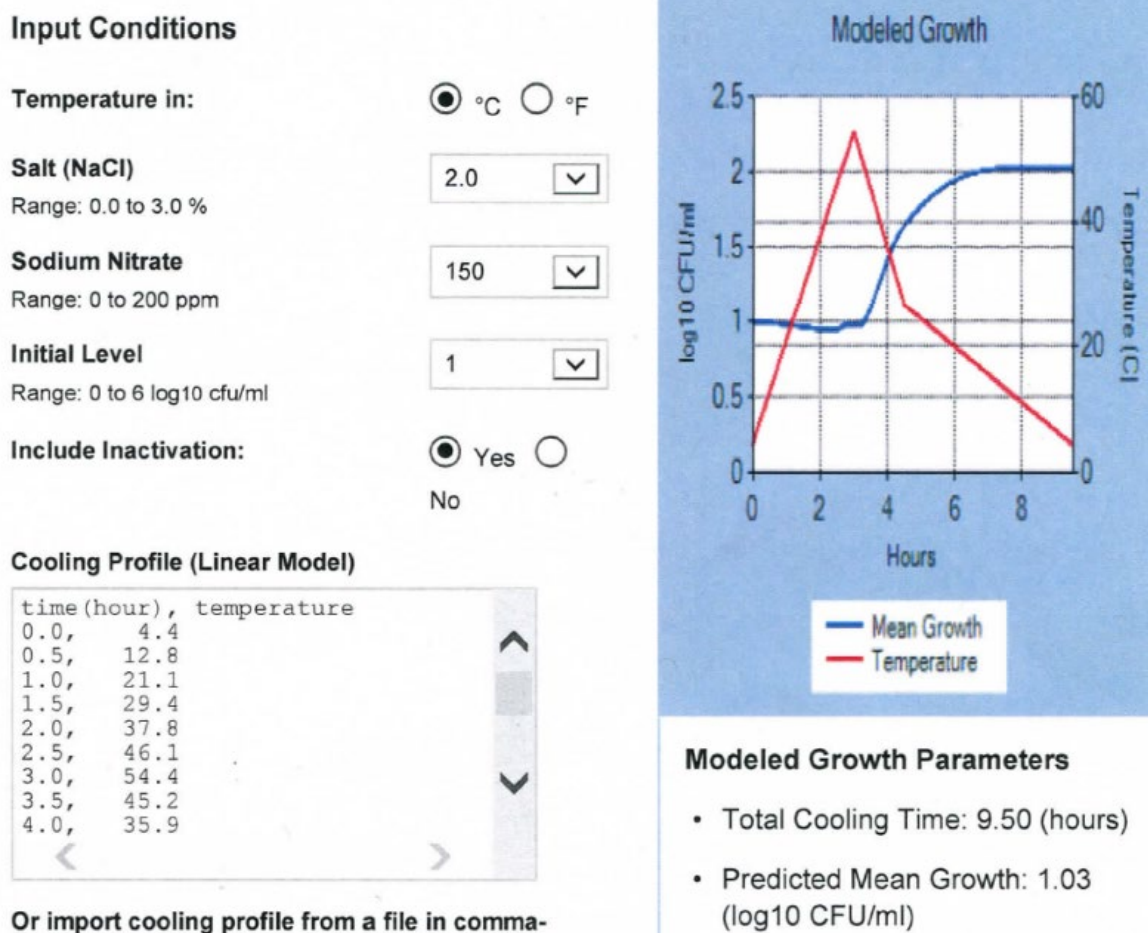 Input Conditions
Temperature in:
°C °F
Salt (NaCl)
2.0
Range: 0.0 to 3.0 %
Sodium Nitrate
150
Range: 0 to 200 ppm
Initial Level
1
Range: 0 to 6 log10 cfu/ml
Include Inactivation:
Yes
No
Cooling Profile (Linear Model)
time(hour), temperature
0.0, 4.4
0.5, 12.8
1.0, 21.1
1.5, 29.4
2.0, 37.8
2.5, 46.1
3.0, 54.4
3.5, 45.2
4.0, 35.9
Or import cooling profile from a file in comma-
Modeled Growth
2.5
2
1.5
1
0.5
0
log10 CFU/ml
60
40
20
0
Temperature (C)
0 2 4 6 8
Hours
Mean Growth
Temperature
Modeled Growth Parameters
• Total Cooling Time: 9.50 (hours)
• Predicted Mean Growth: 1.03
(log10 CFU/ml)